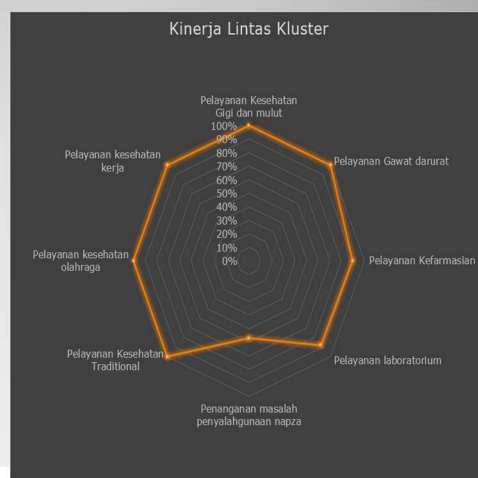 Kinerja Lintas Kluster
Pelayanan Kesehatan
Gigi dan mulut
100%
90%
80%
70%
60%
50%
40%
30%
20%
10%
0%
Pelayanan Gawat darurat
Pelayanan Kefarmasian
Pelayanan laboratorium
Penanganan masalah
penyalahgunaan napza
Pelayanan Kesehatan
Traditional
Pelayanan kesehatan
olahraga
Pelayanan kesehatan
kerja